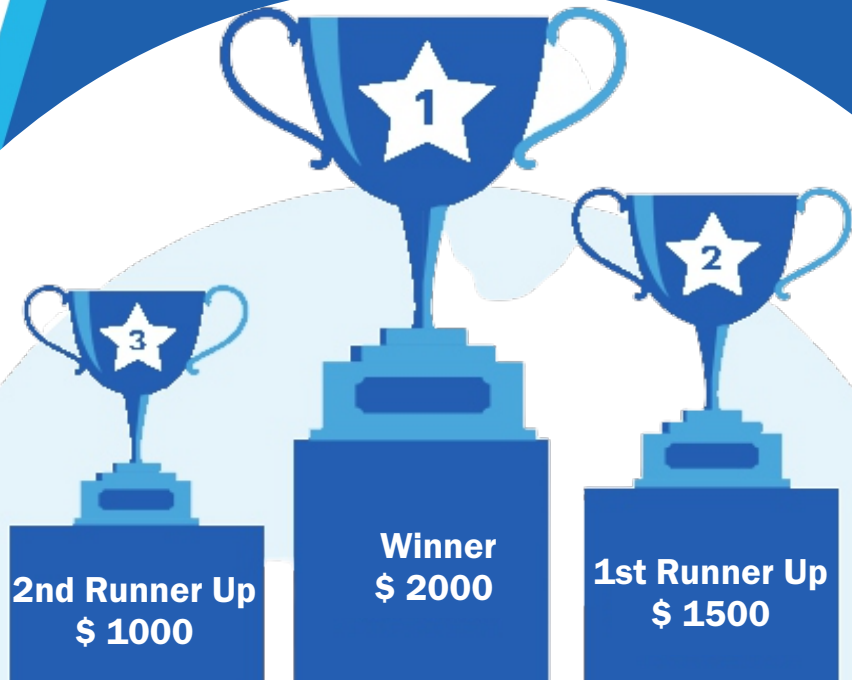 1
2
3
Winner
$ 2000
1st Runner Up
$ 1500
2nd Runner Up
$ 1000